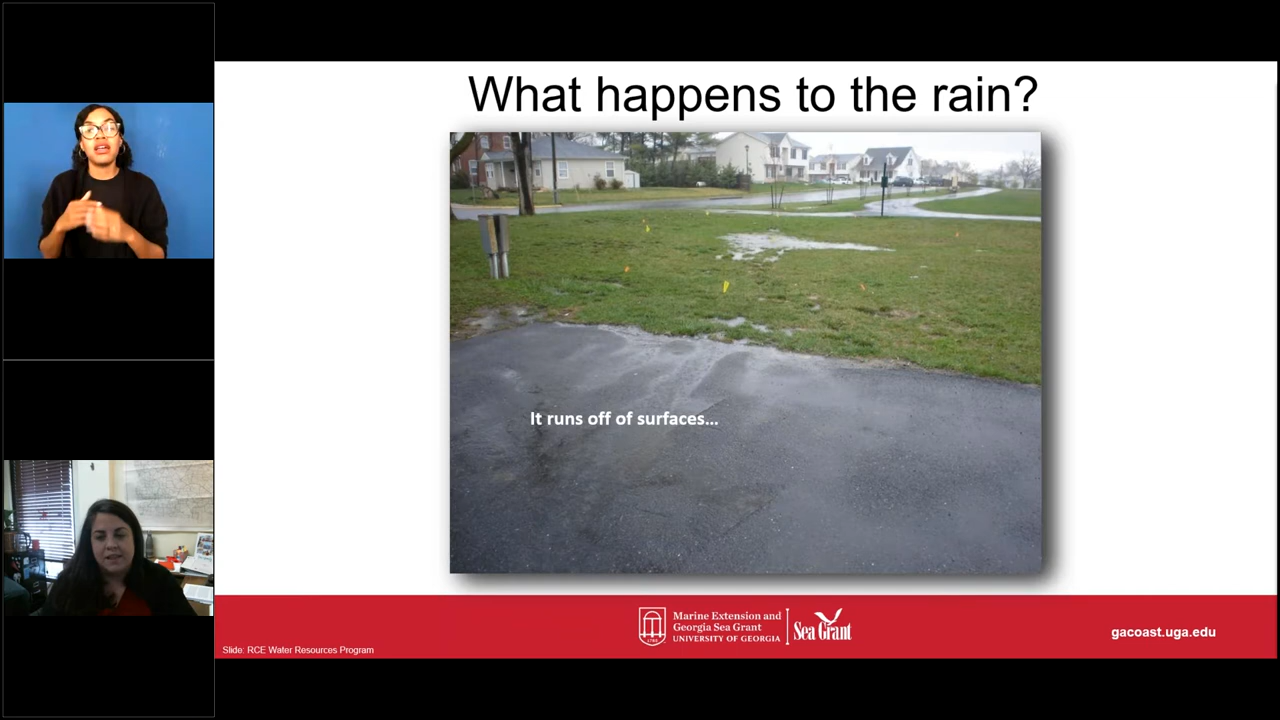 What happens to the rain?
It runs off of surfaces...
Slide: RCE Water Resources Program
Marine Extension and
Georgia Sea Grant
UNIVERSITY OF GEORGIA
Sea Grant
gacoast.uga.edu